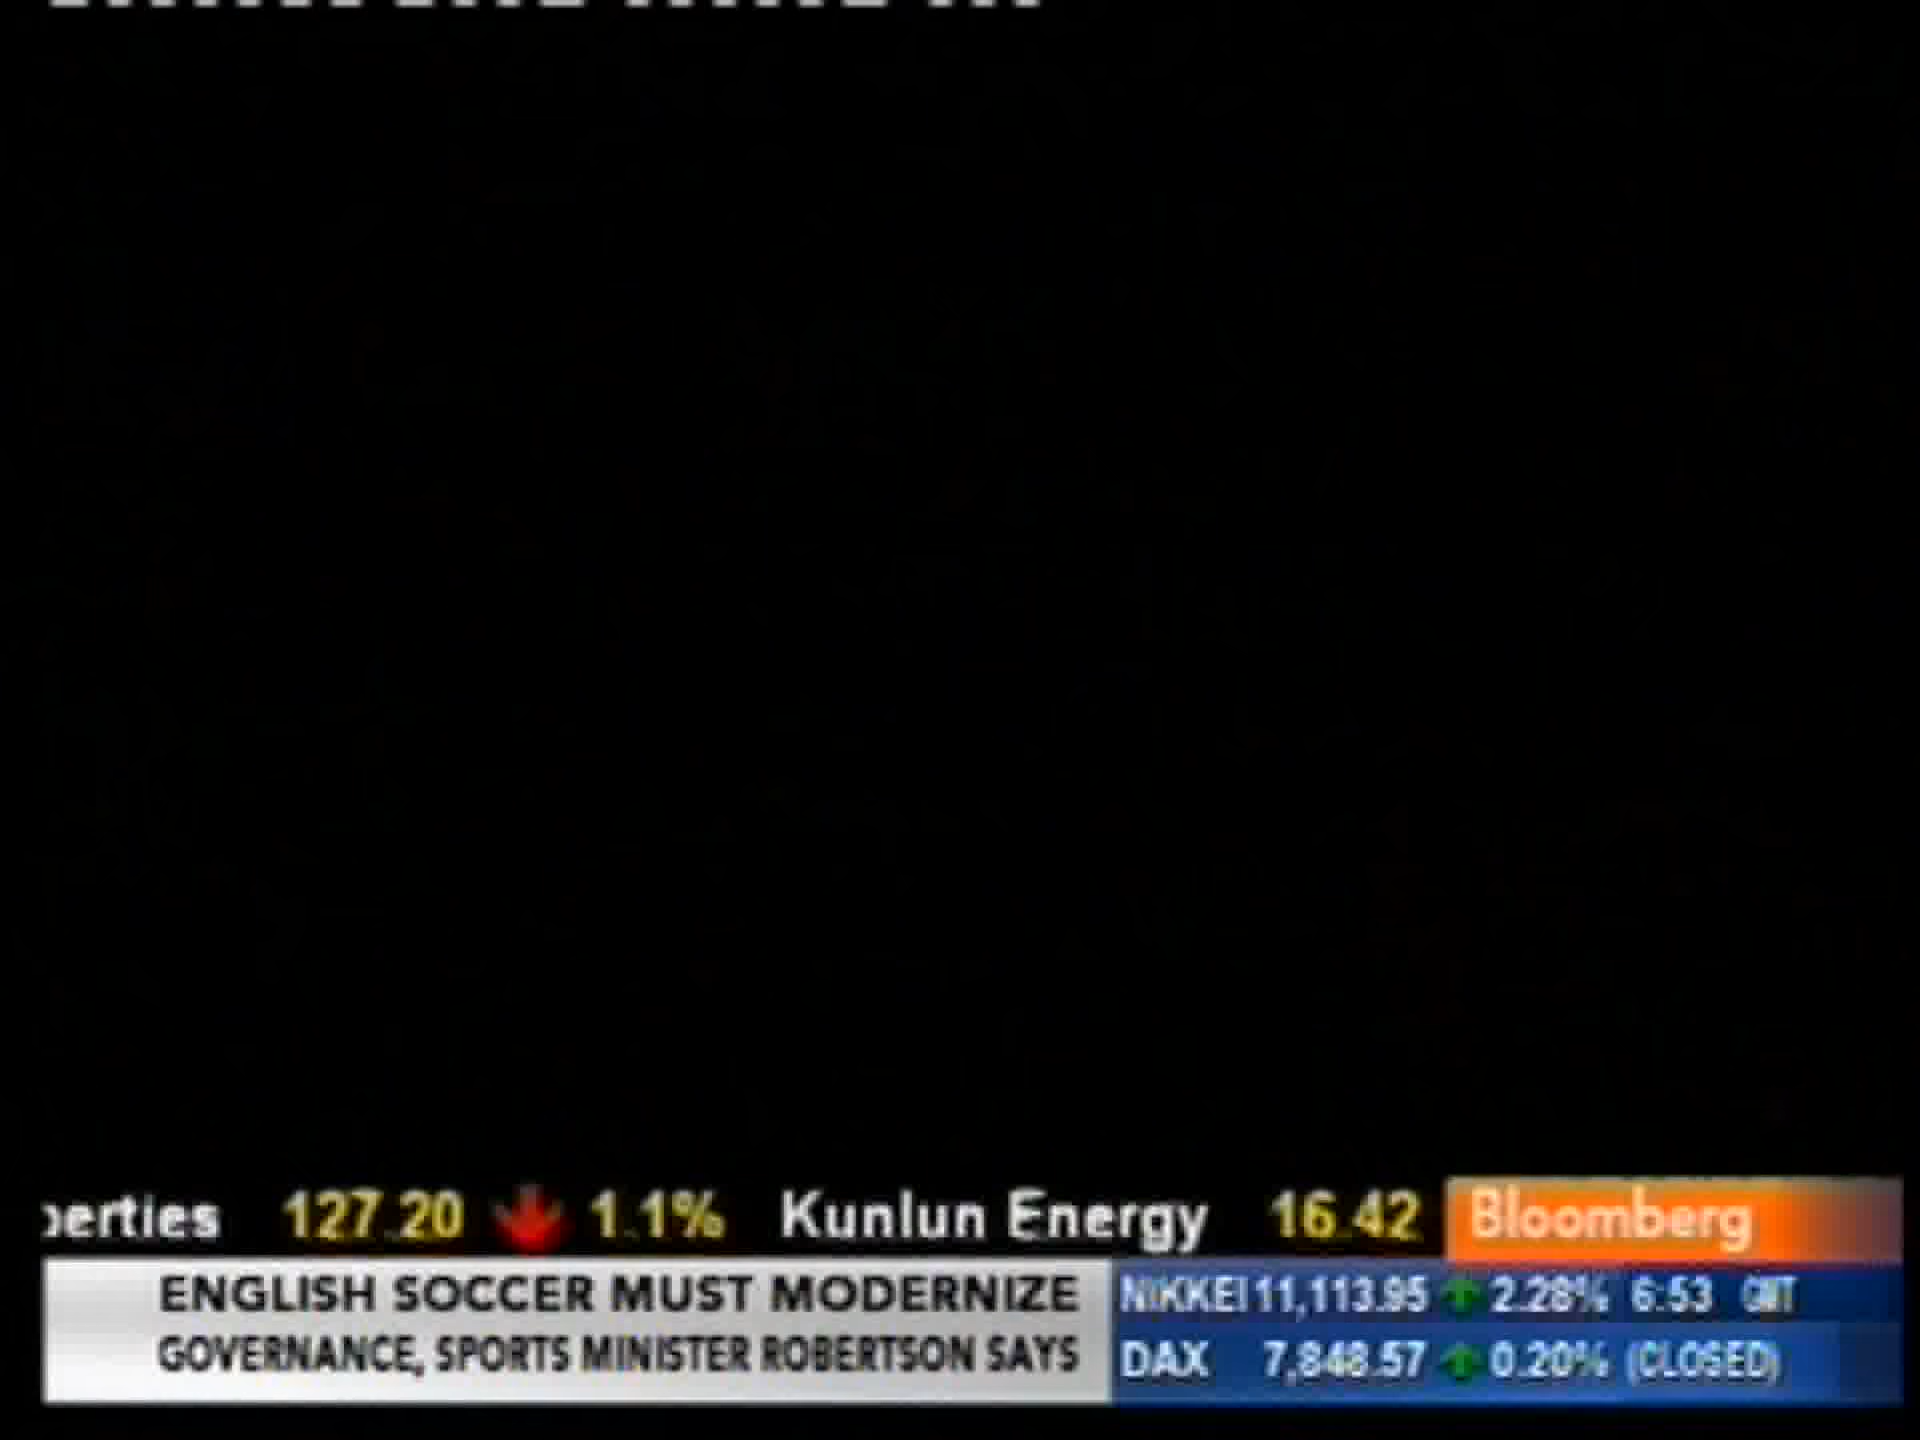 127.20 1.1% Kunlun Energy 16.42 Bloomberg
ENGLISH SOCCER MUST MODERNIZE
GOVERNANCE, SPORTS MINISTER ROBERTSON SAYS
NIKKEI 11,113.95 2.28% 6:53 GMT
DAX 7,848.57 0.20% (CLOSED)